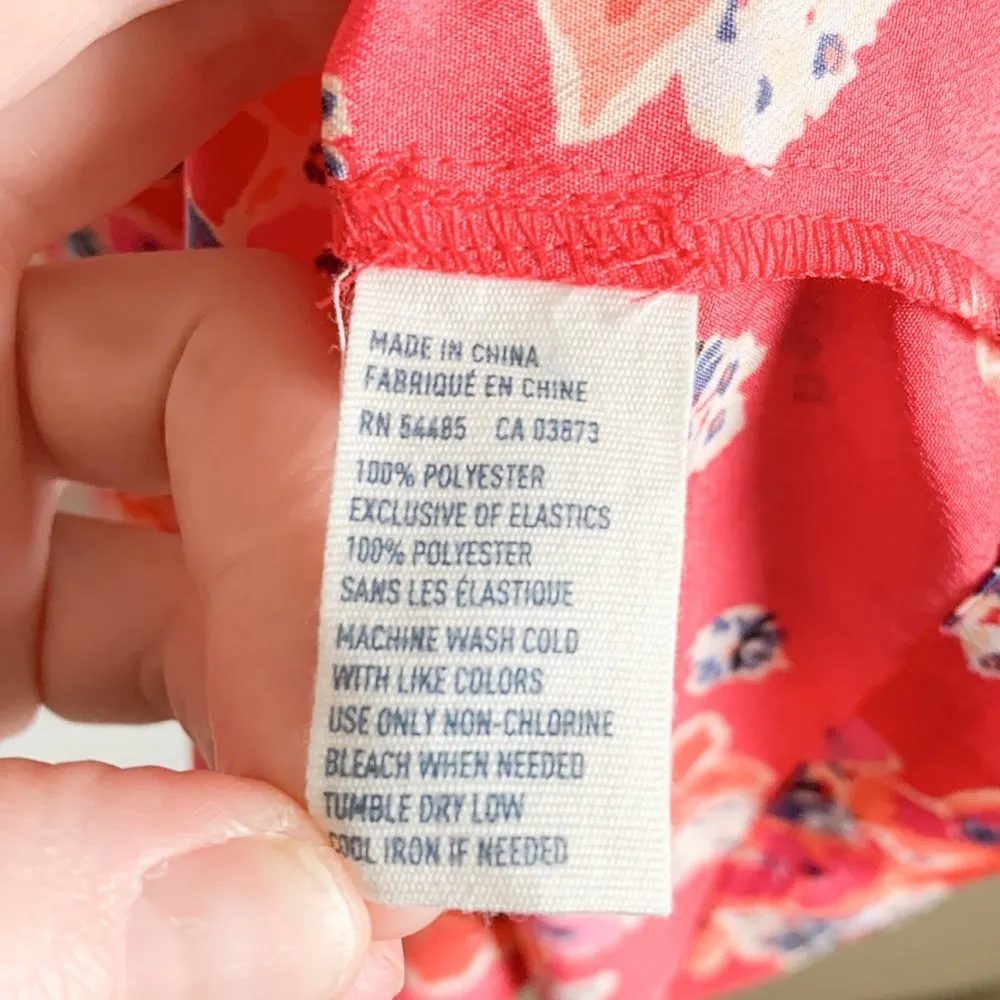 MADE IN CHINA
FABRIQUÉ EN CHINE
RN 54485 CA 03873
100% POLYESTER
EXCLUSIVE OF ELASTICS
100% POLYESTER
SANS LES ÉLASTIQUE
MACHINE WASH COLD
WITH LIKE COLORS
USE ONLY NON-CHLORINE
BLEACH WHEN NEEDED
TUMBLE DRY LOW
COOL IRON IF NEEDED